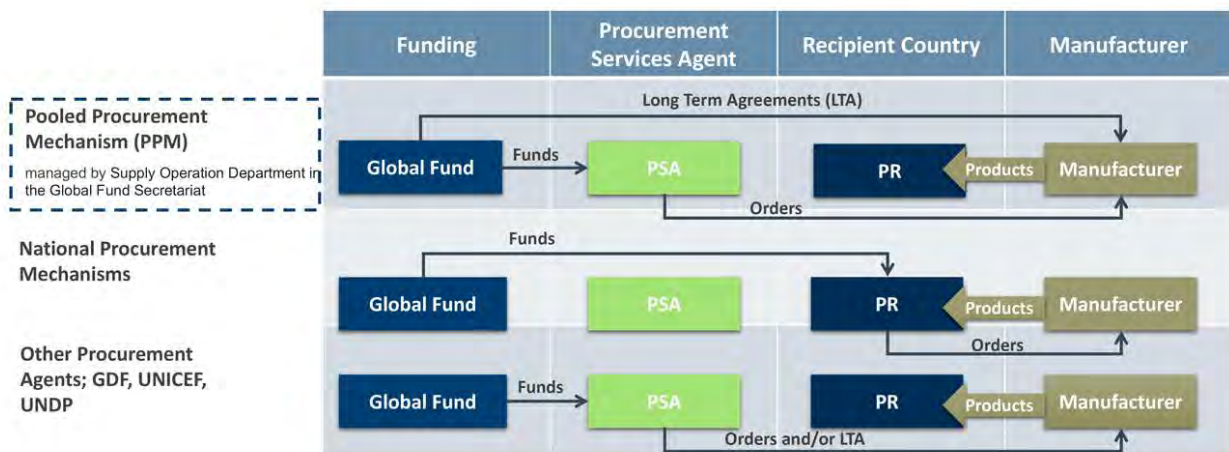 Funding
Procurement
Services Agent
Recipient Country
Manufacturer
Pooled Procurement
Mechanism (PPM)
managed by Supply Operation Department in
the Global Fund Secretariat
Long Term Agreements (LTA)
Global Fund
Funds
PSA
PR
Products
Manufacturer
Orders
National Procurement
Mechanisms
Funds
Global Fund
PSA
PR
Products
Manufacturer
Orders
Other Procurement
Agents; GDF, UNICEF,
UNDP
Global Fund
Funds
PSA
PR
Products
Manufacturer
Orders and/or LTA